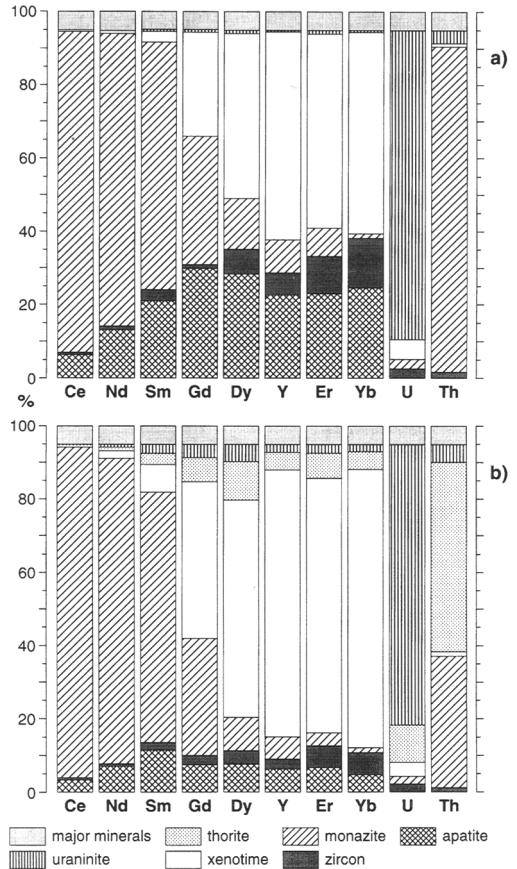 100
80
60
40
20
0
a)
Ce Nd Sm Gd Dy Y Er Yb U Th
%
100
80
60
40
20
0
b)
Ce Nd Sm Gd Dy Y Er Yb U Th
major minerals thorite monazite apatite
uraninite xenotime zircon